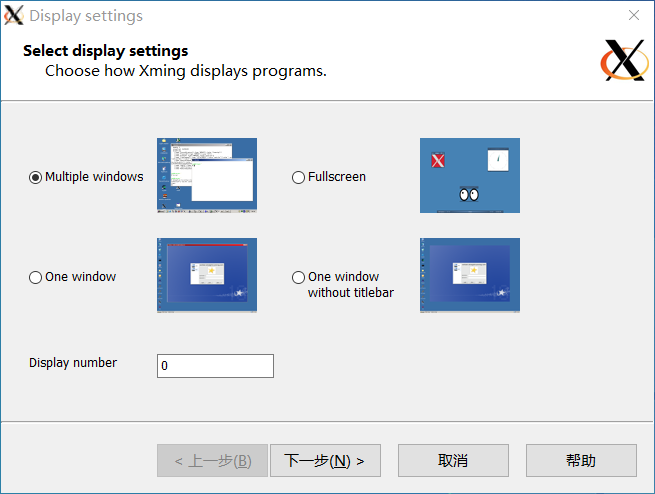 Display settings
Select display settings
Choose how Xming displays programs.
Multiple windows
Fullscreen
One window
One window
without titlebar
Display number
0
< 上一步(B)
下一步(N) >
取消
帮助